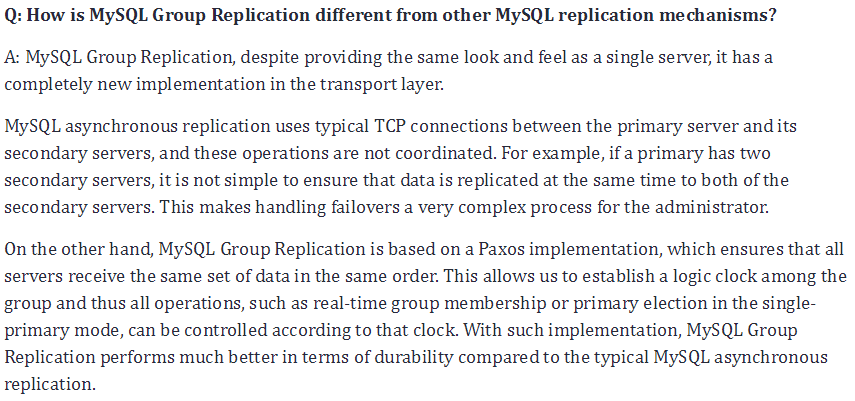 Q: How is MySQL Group Replication different from other MySQL replication mechanisms?
A: MySQL Group Replication, despite providing the same look and feel as a single server, it has a
completely new implementation in the transport layer.
MySQL asynchronous replication uses typical TCP connections between the primary server and its
secondary servers, and these operations are not coordinated. For example, if a primary has two
secondary servers, it is not simple to ensure that data is replicated at the same time to both of the
secondary servers. This makes handling failovers a very complex process for the administrator.
On the other hand, MySQL Group Replication is based on a Paxos implementation, which ensures that all
servers receive the same set of data in the same order. This allows us to establish a logic clock among the
group and thus all operations, such as real-time group membership or primary election in the single-
primary mode, can be controlled according to that clock. With such implementation, MySQL Group
Replication performs much better in terms of durability compared to the typical MySQL asynchronous
replication.